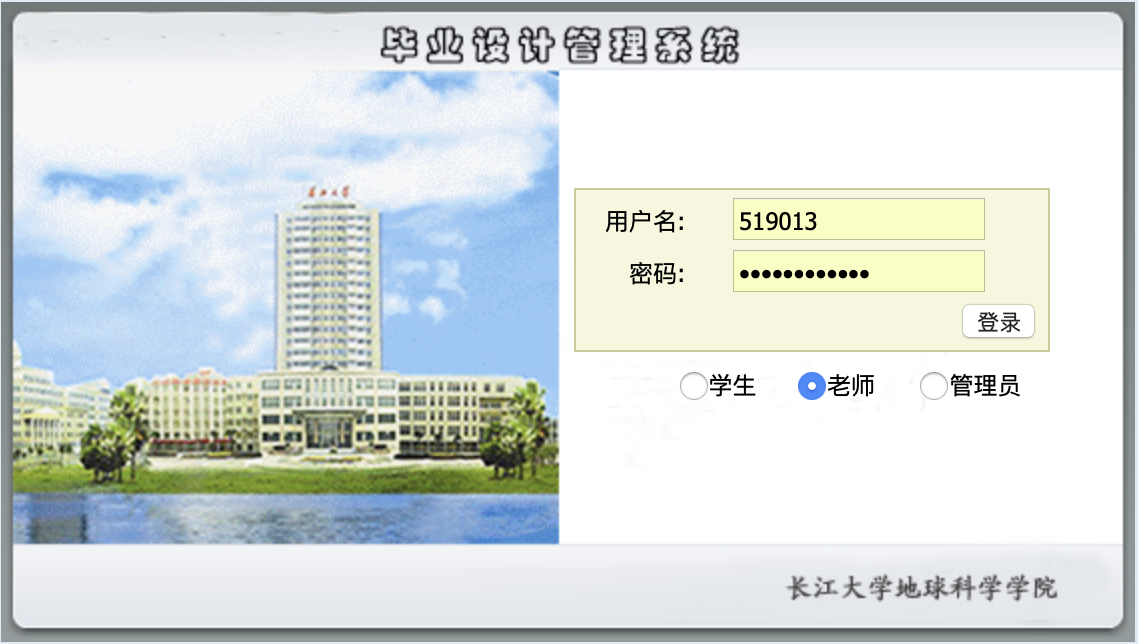 毕业设计管理系统
用户名: 519013
密码: ••••••••••••
登录
学生 老师 管理员
长江大学地球科学学院